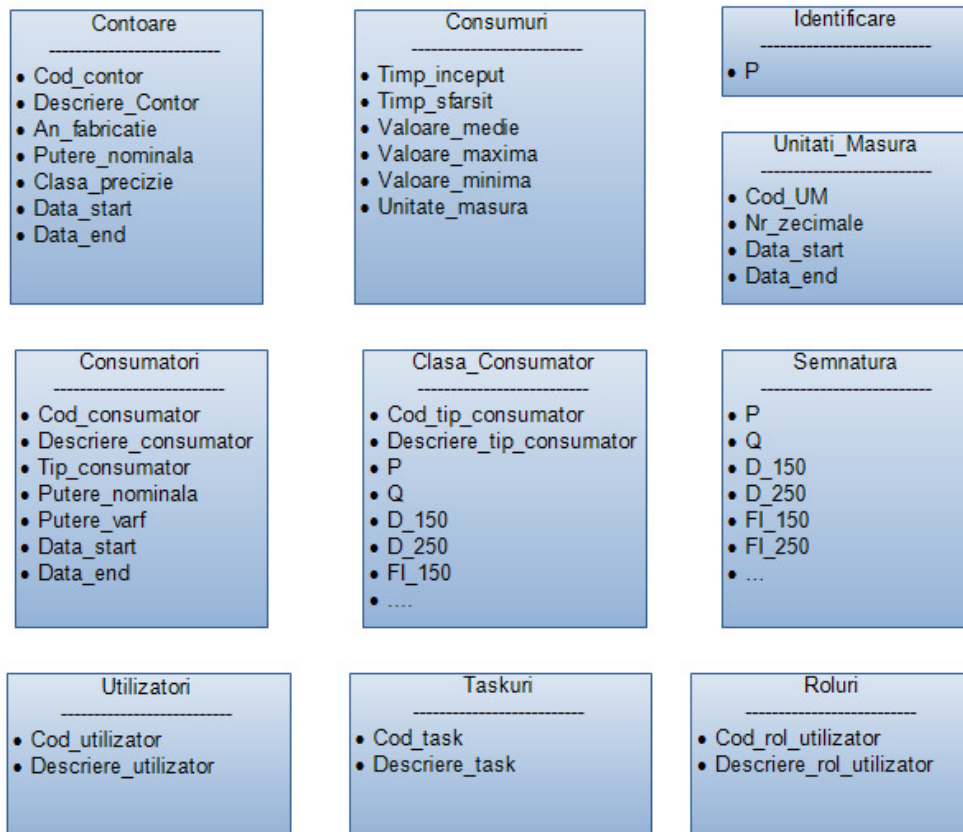 Contoare
--------------------------
• Cod_contor
• Descriere_Contor
• An_fabricatie
• Putere_nominala
• Clasa_precizie
• Data_start
• Data_end
Consumuri
--------------------------
• Timp_inceput
• Timp_sfarsit
• Valoare_medie
• Valoare_maxima
• Valoare_minima
• Unitate_masura
Identificare
--------------------------
• P
Unitati_Masura
--------------------------
• Cod_UM
• Nr_zecimale
• Data_start
• Data_end
Consumatori
--------------------------
• Cod_consumator
• Descriere_consumator
• Tip_consumator
• Putere_nominala
• Putere_varf
• Data_start
• Data_end
Clasa_Consumator
--------------------------
• Cod_tip_consumator
• Descriere_tip_consumator
• P
• Q
• D_150
• D_250
• FI_150
• ....
Semnatura
--------------------------
• P
• Q
• D_150
• D_250
• FI_150
• FI_250
• ...
Utilizatori
--------------------------
• Cod_utilizator
• Descriere_utilizator
Taskuri
--------------------------
• Cod_task
• Descriere_task
Roluri
--------------------------
• Cod_rol_utilizator
• Descriere_rol_utilizator